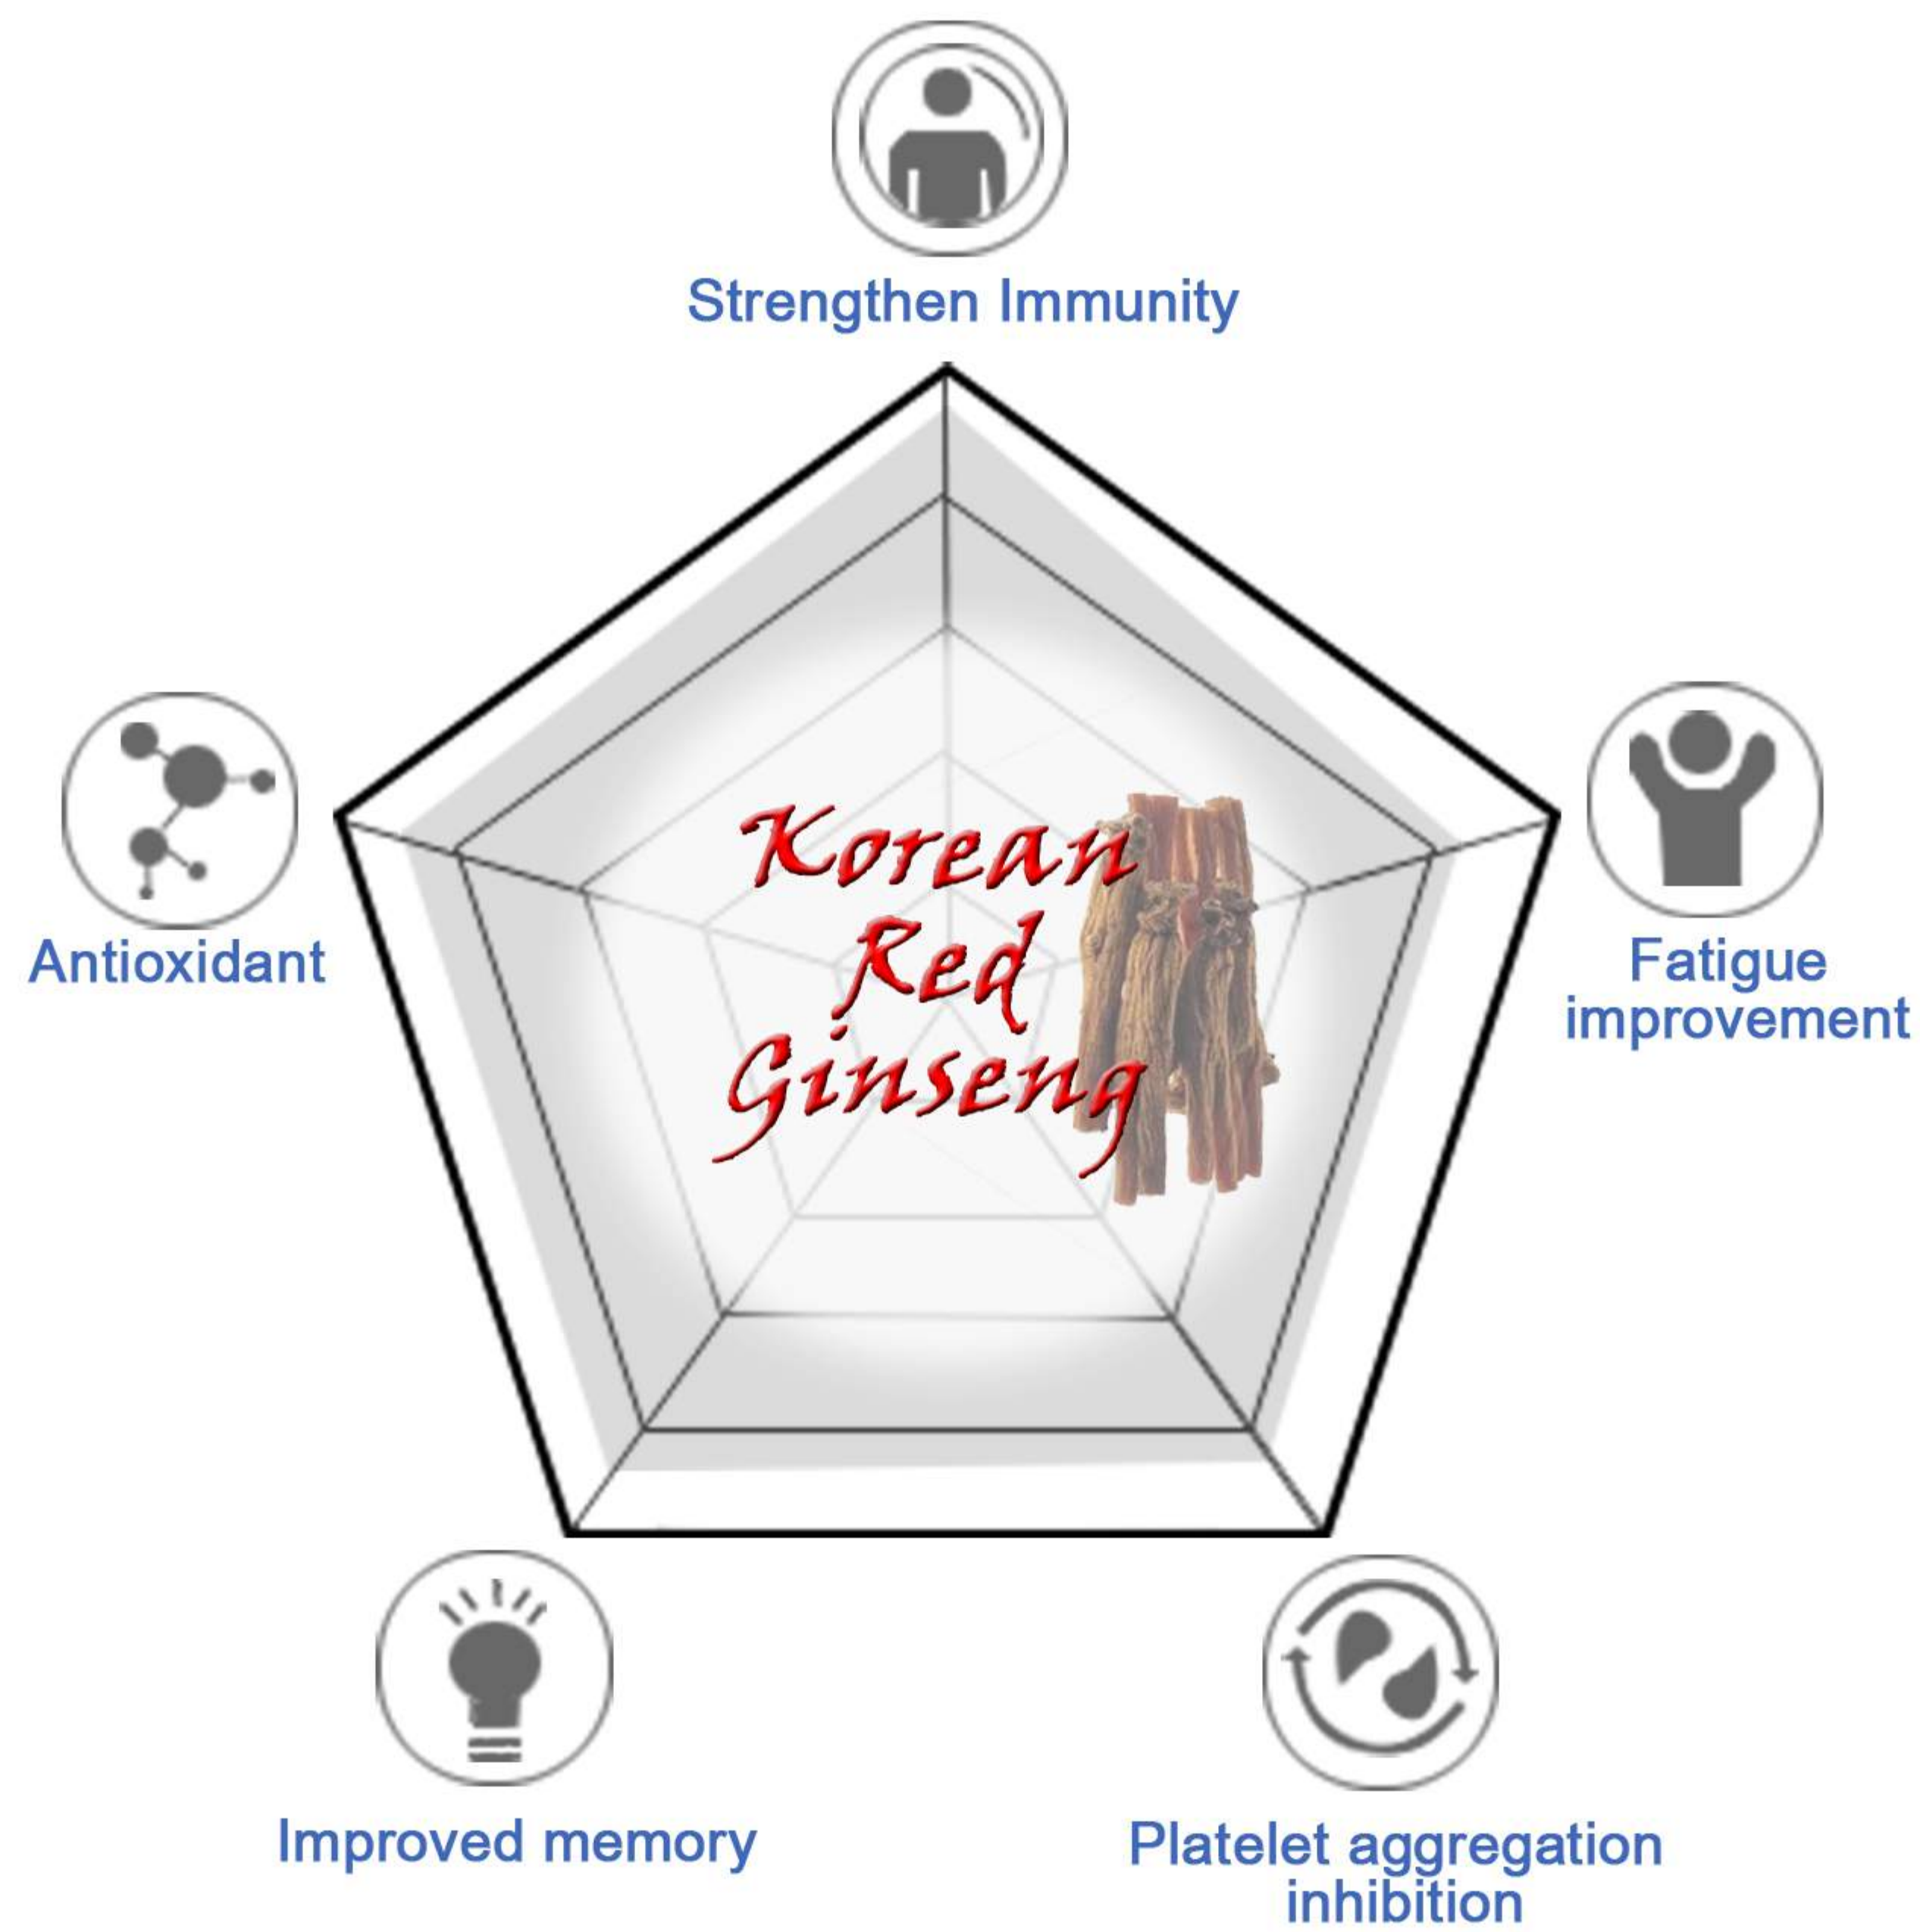 Strengthen Immunity
Korean
Red
Ginseng
Antioxidant
Fatigue
improvement
Improved memory
Platelet aggregation
inhibition